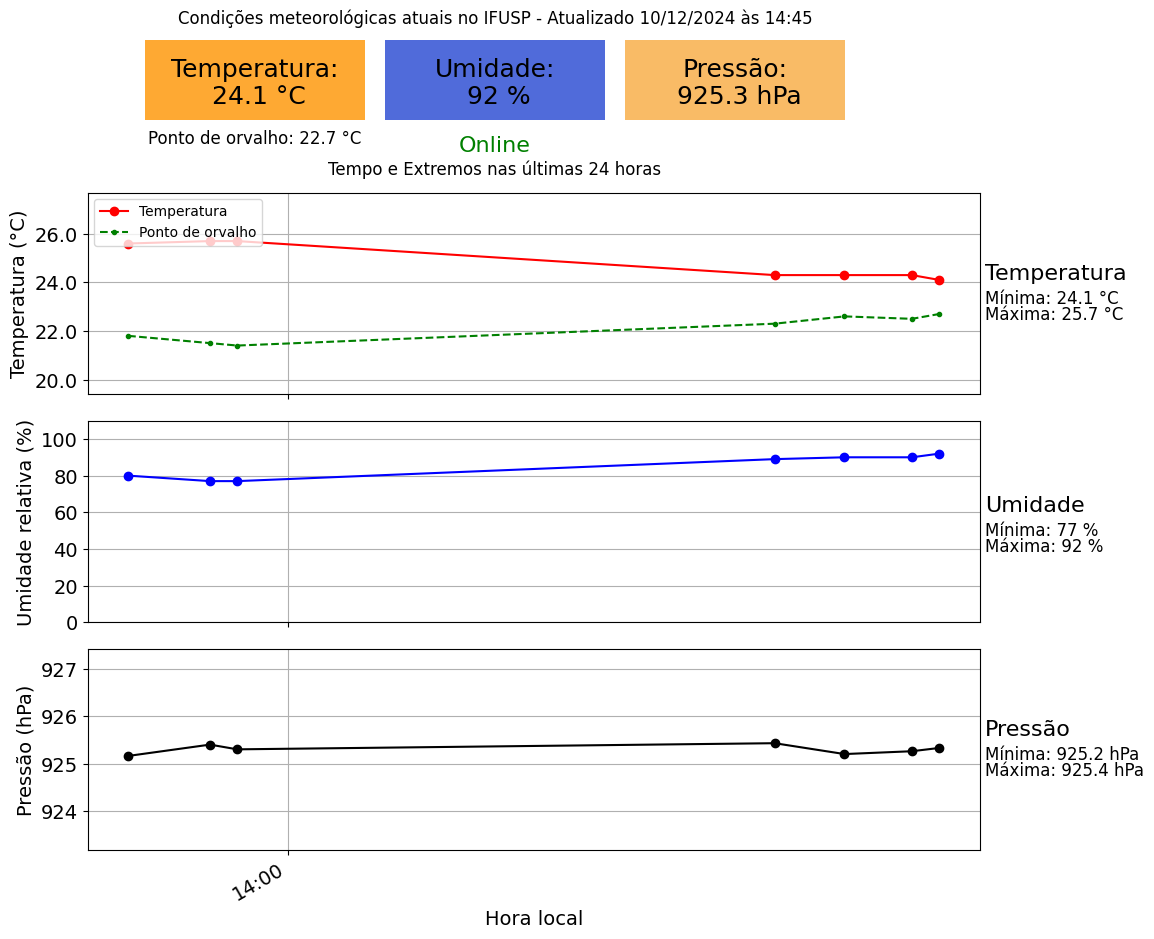 Condições meteorológicas atuais no IFUSP - Atualizado 10/12/2024 às 14:45
Temperatura:
24.1 °C
Umidade:
92 %
Pressão:
925.3 hPa
Ponto de orvalho: 22.7 °C
Online
Tempo e Extremos nas últimas 24 horas
Temperatura (°C)
26.0
24.0
22.0
20.0
Temperatura
Ponto de orvalho
Temperatura
Mínima: 24.1 °C
Máxima: 25.7 °C
Umidade relativa (%)
100
80
60
40
20
0
Umidade
Mínima: 77 %
Máxima: 92 %
Pressão (hPa)
927
926
925
924
Pressão
Mínima: 925.2 hPa
Máxima: 925.4 hPa
14:00
Hora local